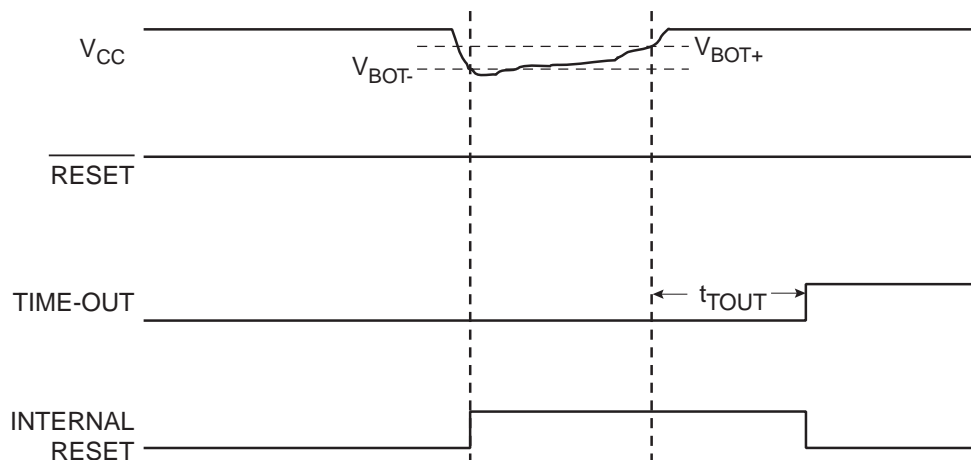 VCC
VBOT-
VBOT+
RESET
TIME-OUT
tTOUT
INTERNAL
RESET